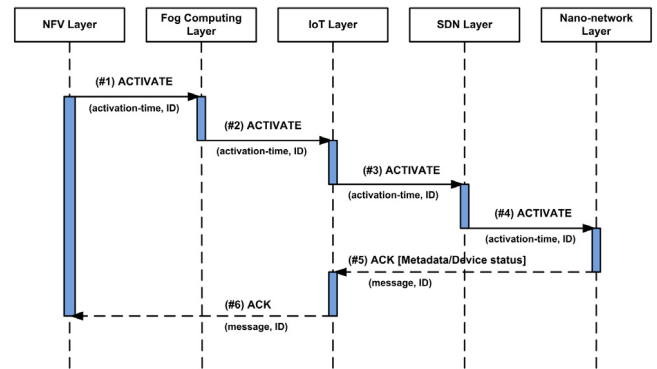 NFV Layer
Fog Computing
Layer
IoT Layer
SDN Layer
Nano-network
Layer
(#1) ACTIVATE
(activation-time, ID)
(#2) ACTIVATE
(activation-time, ID)
(#3) ACTIVATE
(activation-time, ID)
(#4) ACTIVATE
(activation-time, ID)
(#5) ACK [Metadata/Device status]
(message, ID)
(#6) ACK
(message, ID)